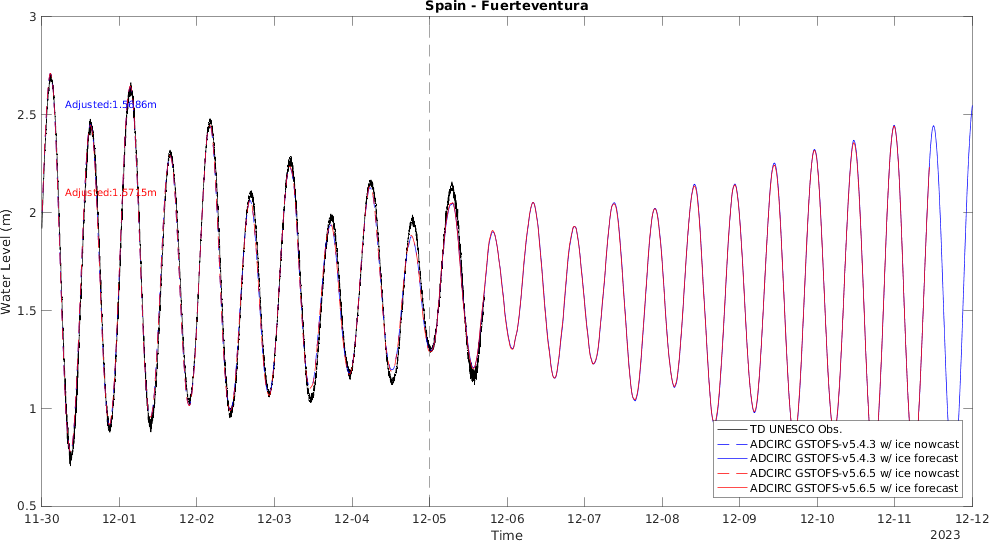 Spain - Fuerteventura
3
2.5
2
1.5
1
0.5
Water Level (m)
Adjusted:1.5686m
Adjusted:1.5715m
TD UNESCO Obs.
ADCIRC GSTOFS-v5.4.3 w/ ice nowcast
ADCIRC GSTOFS-v5.4.3 w/ ice forecast
ADCIRC GSTOFS-v5.6.5 w/ ice nowcast
ADCIRC GSTOFS-v5.6.5 w/ ice forecast
11-30 12-01 12-02 12-03 12-04 12-05 12-06 12-07 12-08 12-09 12-10 12-11 12-12
Time 2023